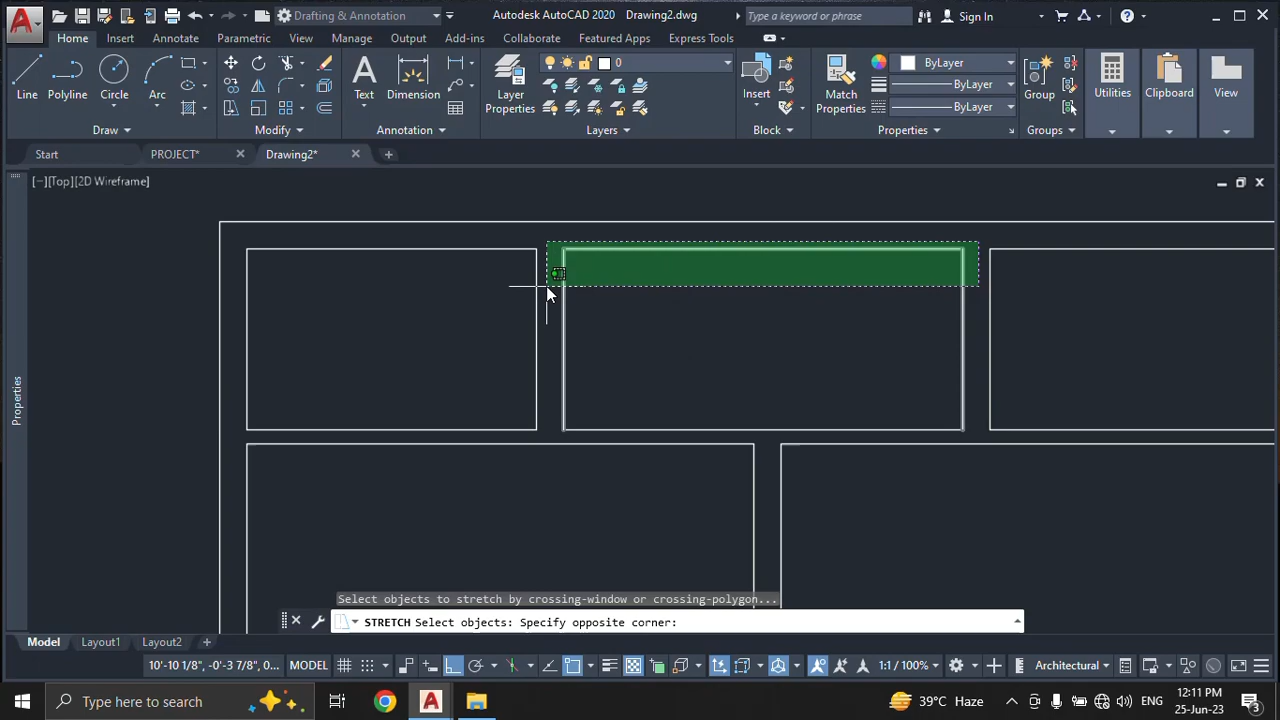 A Drafting & Annotation Autodesk AutoCAD 2020 Drawing2.dwg Type a keyword or phrase Sign In
Home Insert Annotate Parametric View Manage Output Add-ins Collaborate Featured Apps Express Tools
0 ByLayer
ByLayer
ByLayer
Line Polyline Circle Arc Text Dimension Layer Properties Insert Match Properties Group Utilities Clipboard View
Draw Modify Annotation Layers Block Properties Groups
Start PROJECT* Drawing2*
[−][Top][2D Wireframe]
Properties
Select objects to stretch by crossing-window or crossing-polygon...
STRETCH Select objects: Specify opposite corner:
Model Layout1 Layout2
10'-10 1/8", -0'-3 7/8", 0... MODEL 1:1 / 100% Architectural
Type here to search 39°C Haze ENG 12:11 PM
25-Jun-23 3